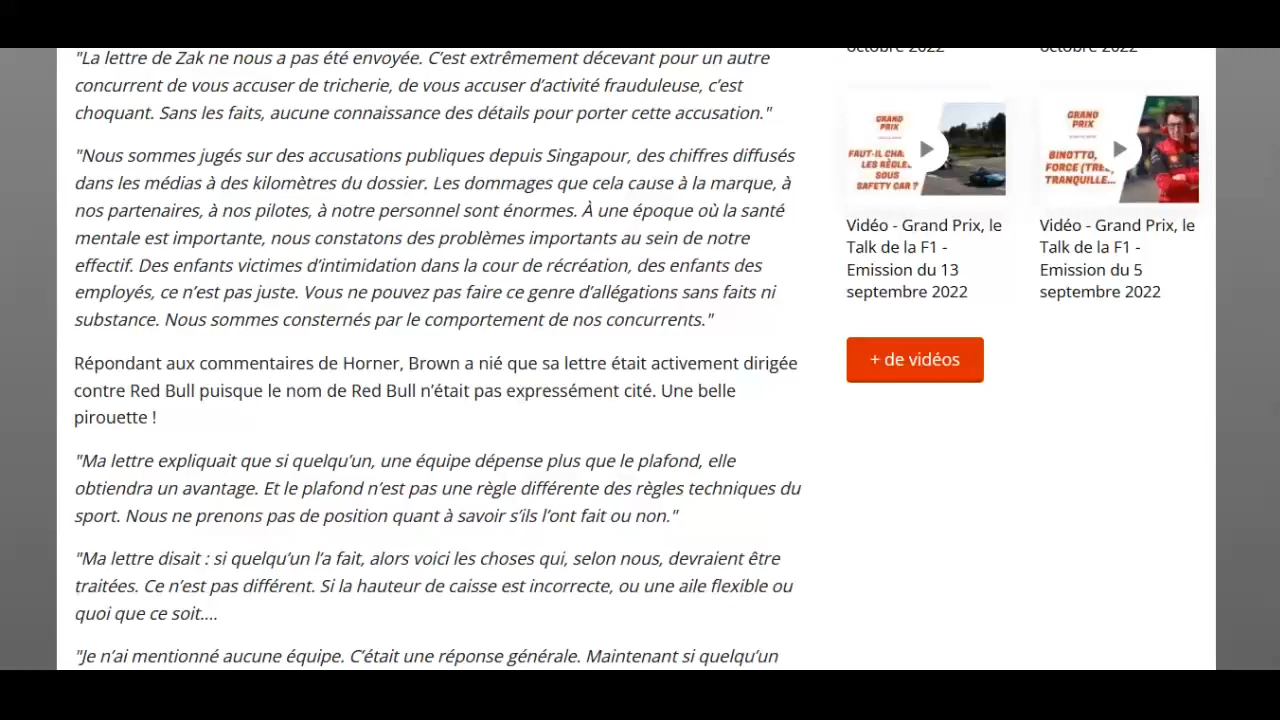 "La lettre de Zak ne nous a pas été envoyée. C’est extrêmement décevant pour un autre
concurrent de vous accuser de tricherie, de vous accuser d’activité frauduleuse, c’est
choquant. Sans les faits, aucune connaissance des détails pour porter cette accusation."
"Nous sommes jugés sur des accusations publiques depuis Singapour, des chiffres diffusés
dans les médias à des kilomètres du dossier. Les dommages que cela cause à la marque, à
nos partenaires, à nos pilotes, à notre personnel sont énormes. À une époque où la santé
mentale est importante, nous constatons des problèmes importants au sein de notre
effectif. Des enfants victimes d’intimidation dans la cour de récréation, des enfants des
employés, ce n’est pas juste. Vous ne pouvez pas faire ce genre d’allégations sans faits ni
substance. Nous sommes consternés par le comportement de nos concurrents."
Répondant aux commentaires de Horner, Brown a nié que sa lettre était activement dirigée
contre Red Bull puisque le nom de Red Bull n’était pas expressément cité. Une belle
pirouette !
"Ma lettre expliquait que si quelqu’un, une équipe dépense plus que le plafond, elle
obtiendra un avantage. Et le plafond n’est pas une règle différente des règles techniques du
sport. Nous ne prenons pas de position quant à savoir s’ils l’ont fait ou non."
"Ma lettre disait : si quelqu’un l’a fait, alors voici les choses qui, selon nous, devraient être
traitées. Ce n’est pas différent. Si la hauteur de caisse est incorrecte, ou une aile flexible ou
quoi que ce soit....
"Je n’ai mentionné aucune équipe. C’était une réponse générale. Maintenant si quelqu’un
octobre 2022
octobre 2022
GRAND
PRIX
FAUT-IL
LES
SOUS
SAFETY CAR ?
Vidéo - Grand Prix, le
Talk de la F1 -
Emission du 13
septembre 2022
GRAND
PRIX
BINOTTO,
FORCE
TRANQUILLE...
Vidéo - Grand Prix, le
Talk de la F1 -
Emission du 5
septembre 2022
+ de vidéos